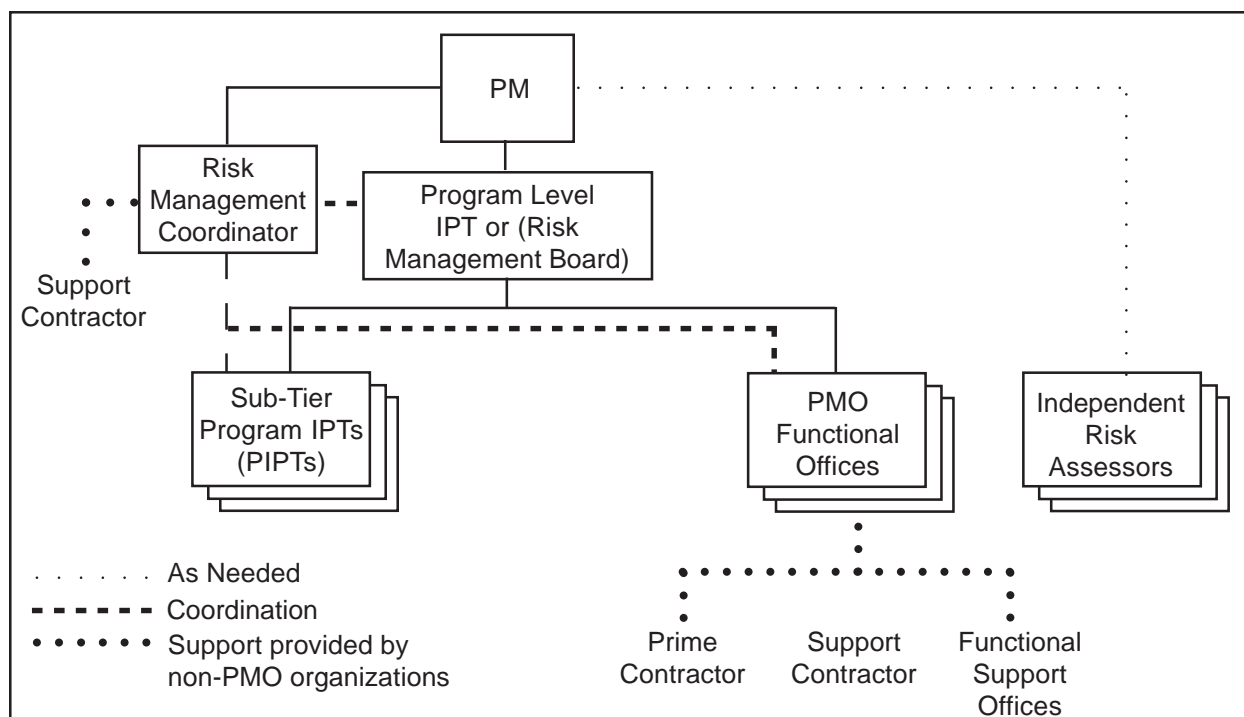 PM
Risk
Management
Coordinator
Program Level
IPT or (Risk
Management Board)
Support
Contractor
Sub-Tier
Program IPTs
(PIPTs)
PMO
Functional
Offices
Independent
Risk
Assessors
As Needed
Coordination
Support provided by
non-PMO organizations
Prime
Contractor
Support
Contractor
Functional
Support
Offices